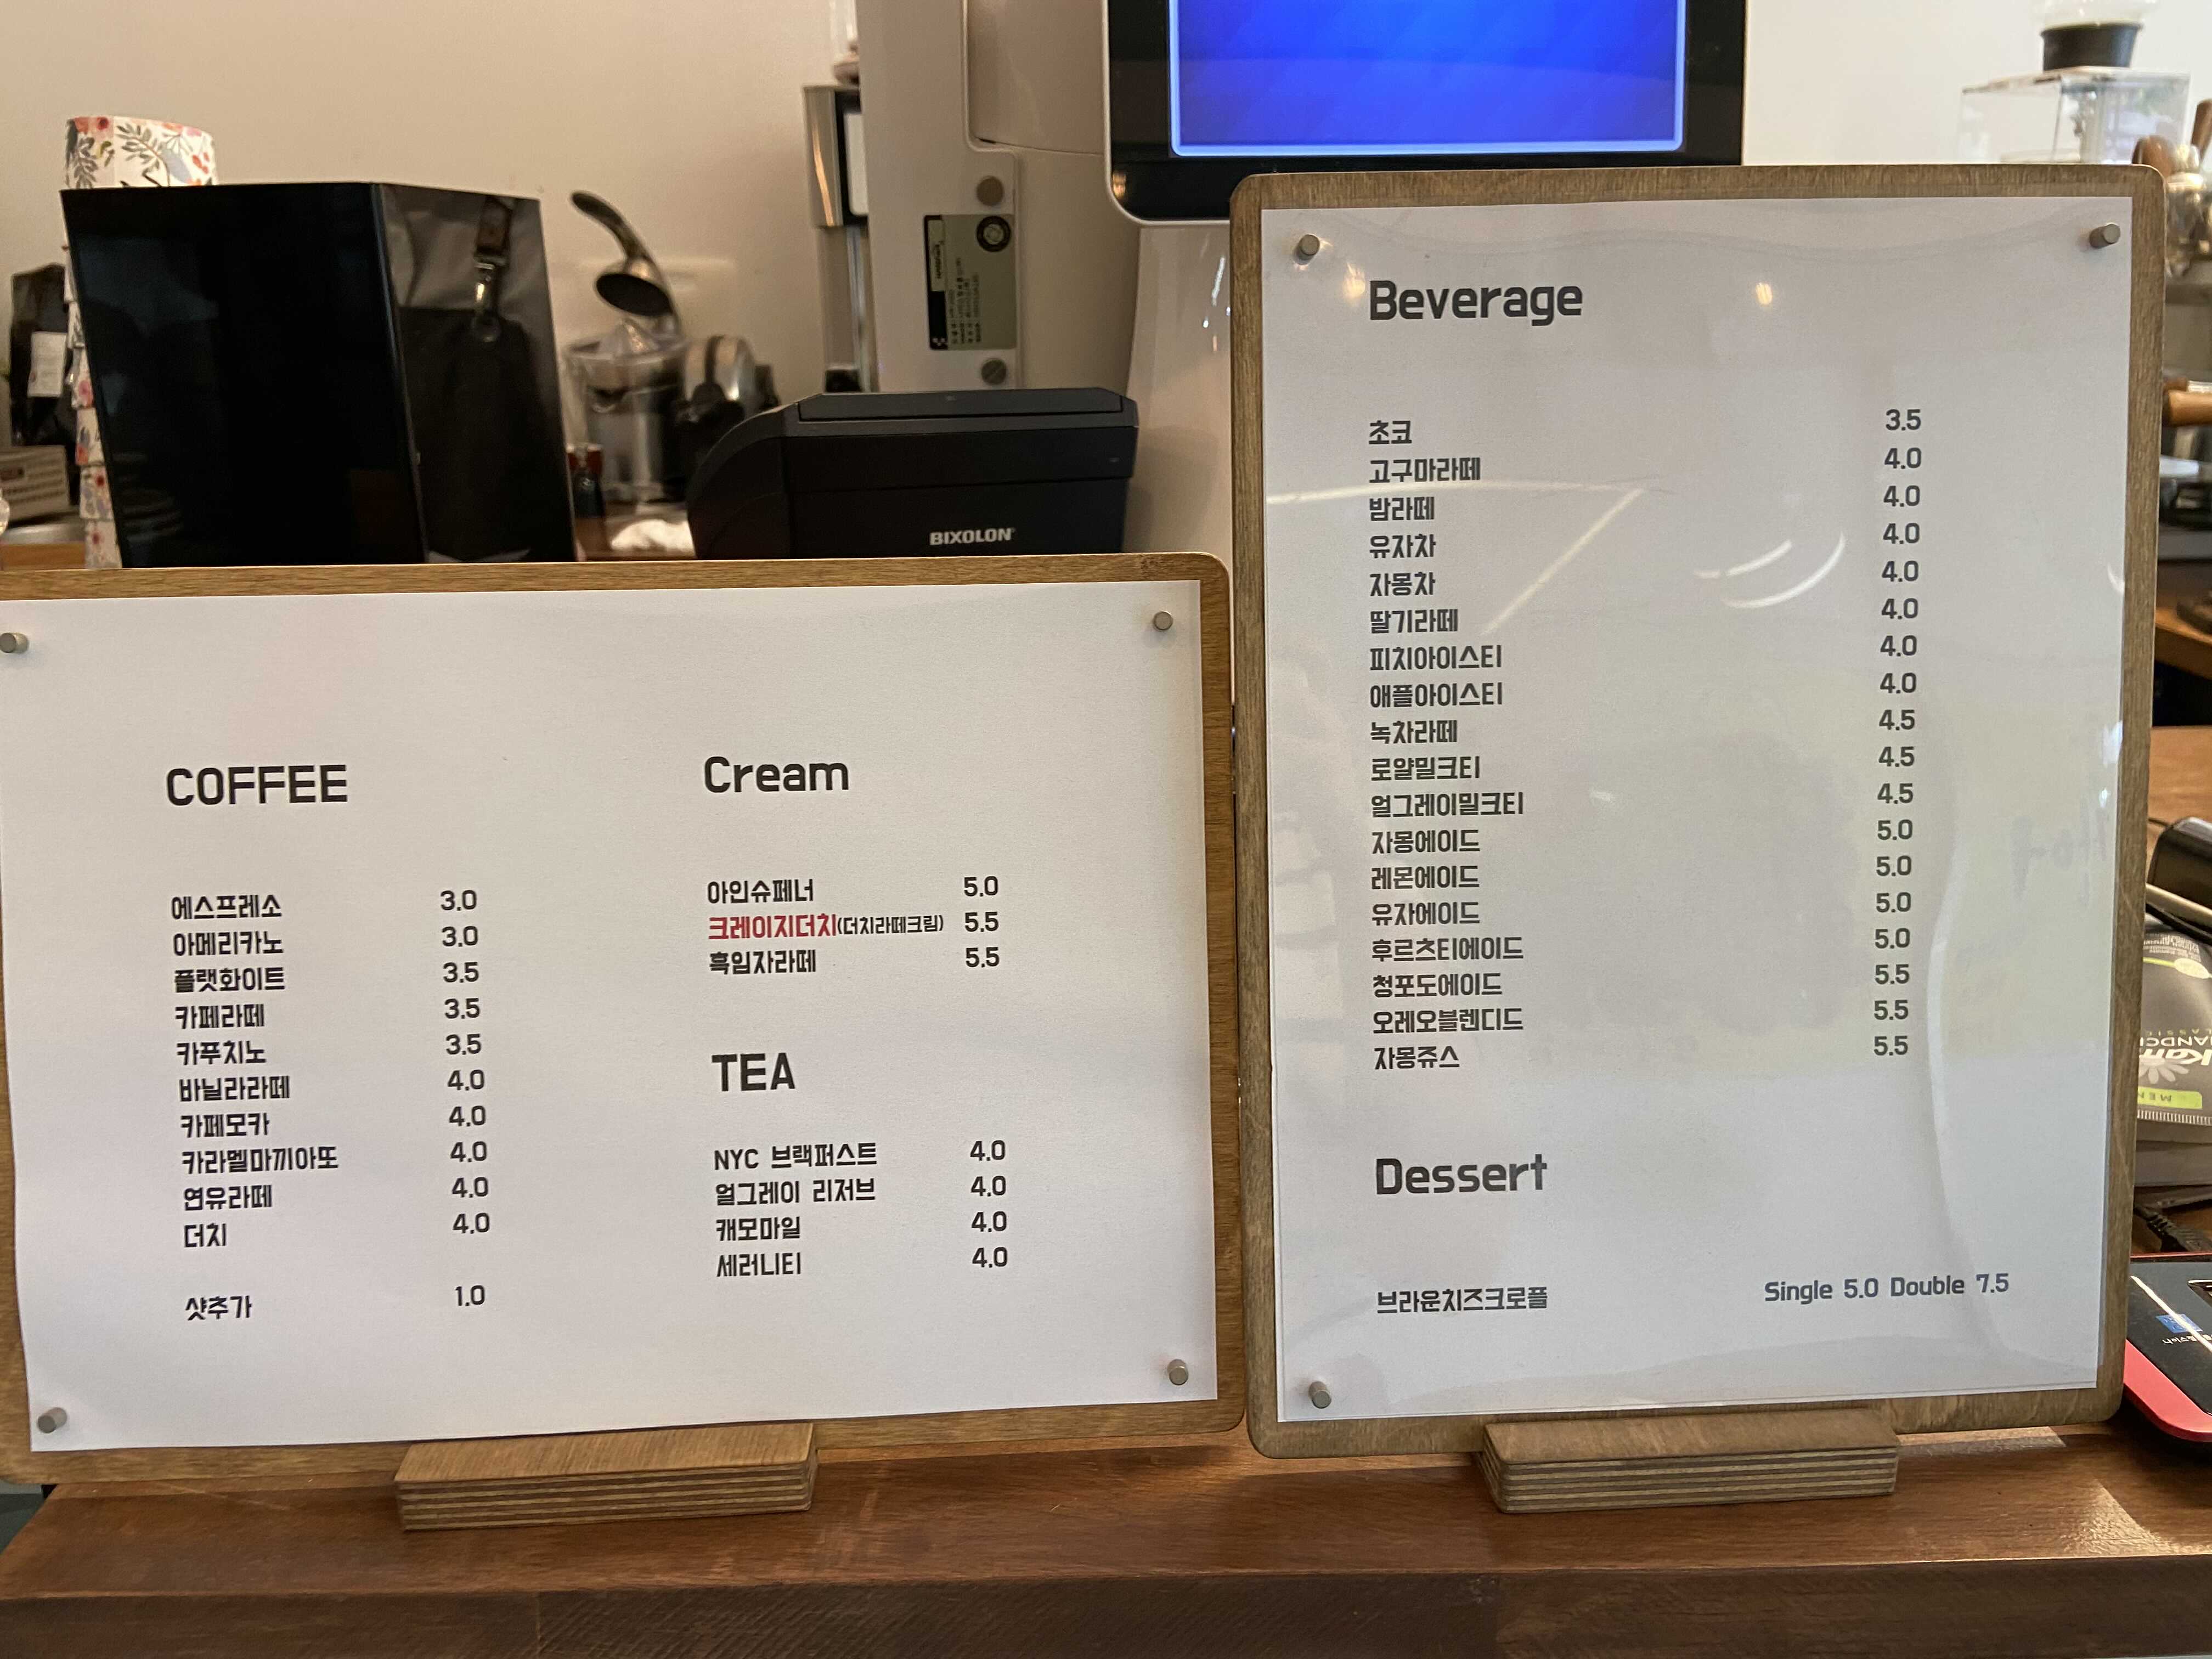 BIXOLON
COFFEE
에스프레소 3.0
아메리카노 3.0
플랫화이트 3.5
카페라떼 3.5
카푸치노 3.5
바닐라라떼 4.0
카페모카 4.0
카라멜마끼아또 4.0
연유라떼 4.0
더치 4.0
샷추가 1.0
Cream
아인슈페너 5.0
크레이지더치(더치라떼크림) 5.5
흑임자라떼 5.5
TEA
NYC 브랙퍼스트 4.0
얼그레이 리저브 4.0
캐모마일 4.0
세러니티 4.0
Beverage
초코 3.5
고구마라떼 4.0
밤라떼 4.0
유자차 4.0
자몽차 4.0
딸기라떼 4.0
피치아이스티 4.0
애플아이스티 4.0
녹차라떼 4.5
로얄밀크티 4.5
얼그레이밀크티 4.5
자몽에이드 5.0
레몬에이드 5.0
유자에이드 5.0
후르츠티에이드 5.0
청포도에이드 5.5
오레오블렌디드 5.5
자몽쥬스 5.5
Dessert
브라운치즈크로플 Single 5.0 Double 7.5